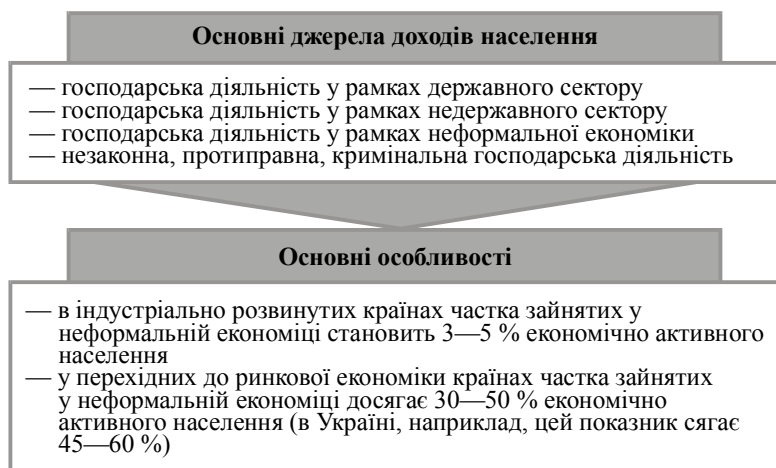 Основні джерела доходів населення
— господарська діяльність у рамках державного сектору
— господарська діяльність у рамках недержавного сектору
— господарська діяльність у рамках неформальної економіки
— незаконна, протиправна, кримінальна господарська діяльність
Основні особливості
— в індустріально розвинутих країнах частка зайнятих у
неформальній економіці становить 3—5 % економічно активного
населення
— у перехідних до ринкової економіки країнах частка зайнятих
у неформальній економіці досягає 30—50 % економічно
активного населення (в Україні, наприклад, цей показник сягає
45—60 %)